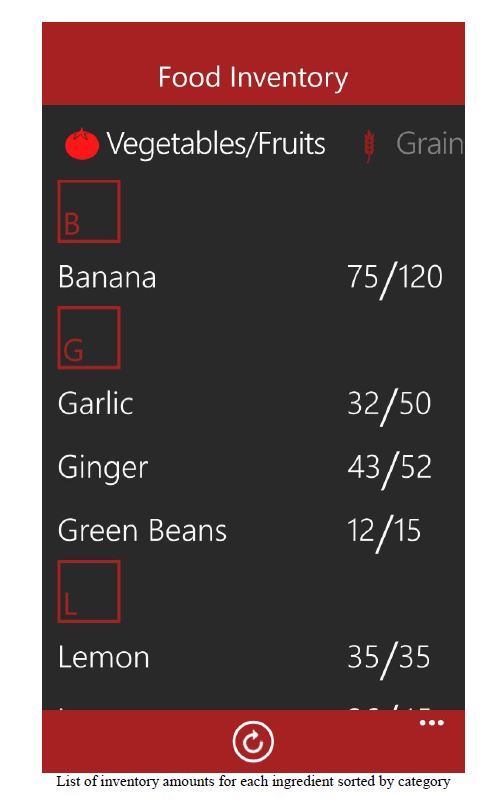 Food Inventory
Vegetables/Fruits Grain
B
Banana 75/120
G
Garlic 32/50
Ginger 43/52
Green Beans 12/15
L
Lemon 35/35
List of inventory amounts for each ingredient sorted by category